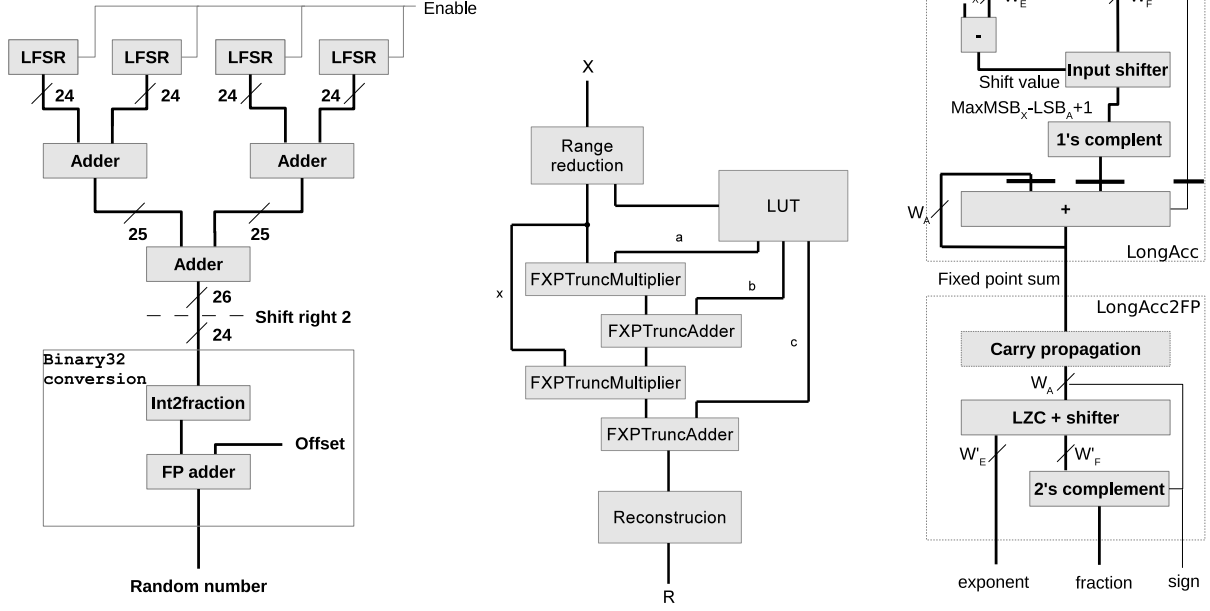 Enable
LFSR LFSR LFSR LFSR
24 24 24 24
Adder Adder
25 25
Adder
26
Shift right 2
24
Binary32
conversion
Int2fraction
Offset
FP adder
Random number
X
Range
reduction
LUT
a
FXPTruncMultiplier
x
b
FXPTruncAdder
c
FXPTruncMultiplier
FXPTruncAdder
Reconstrucion
R
W_E W_F
-
Input shifter
Shift value
MaxMSB_X-LSB_A+1
1's complent
W_A
+
LongAcc
Fixed point sum
LongAcc2FP
Carry propagation
W_A
LZC + shifter
W'_E W'_F
2's complement
exponent fraction sign